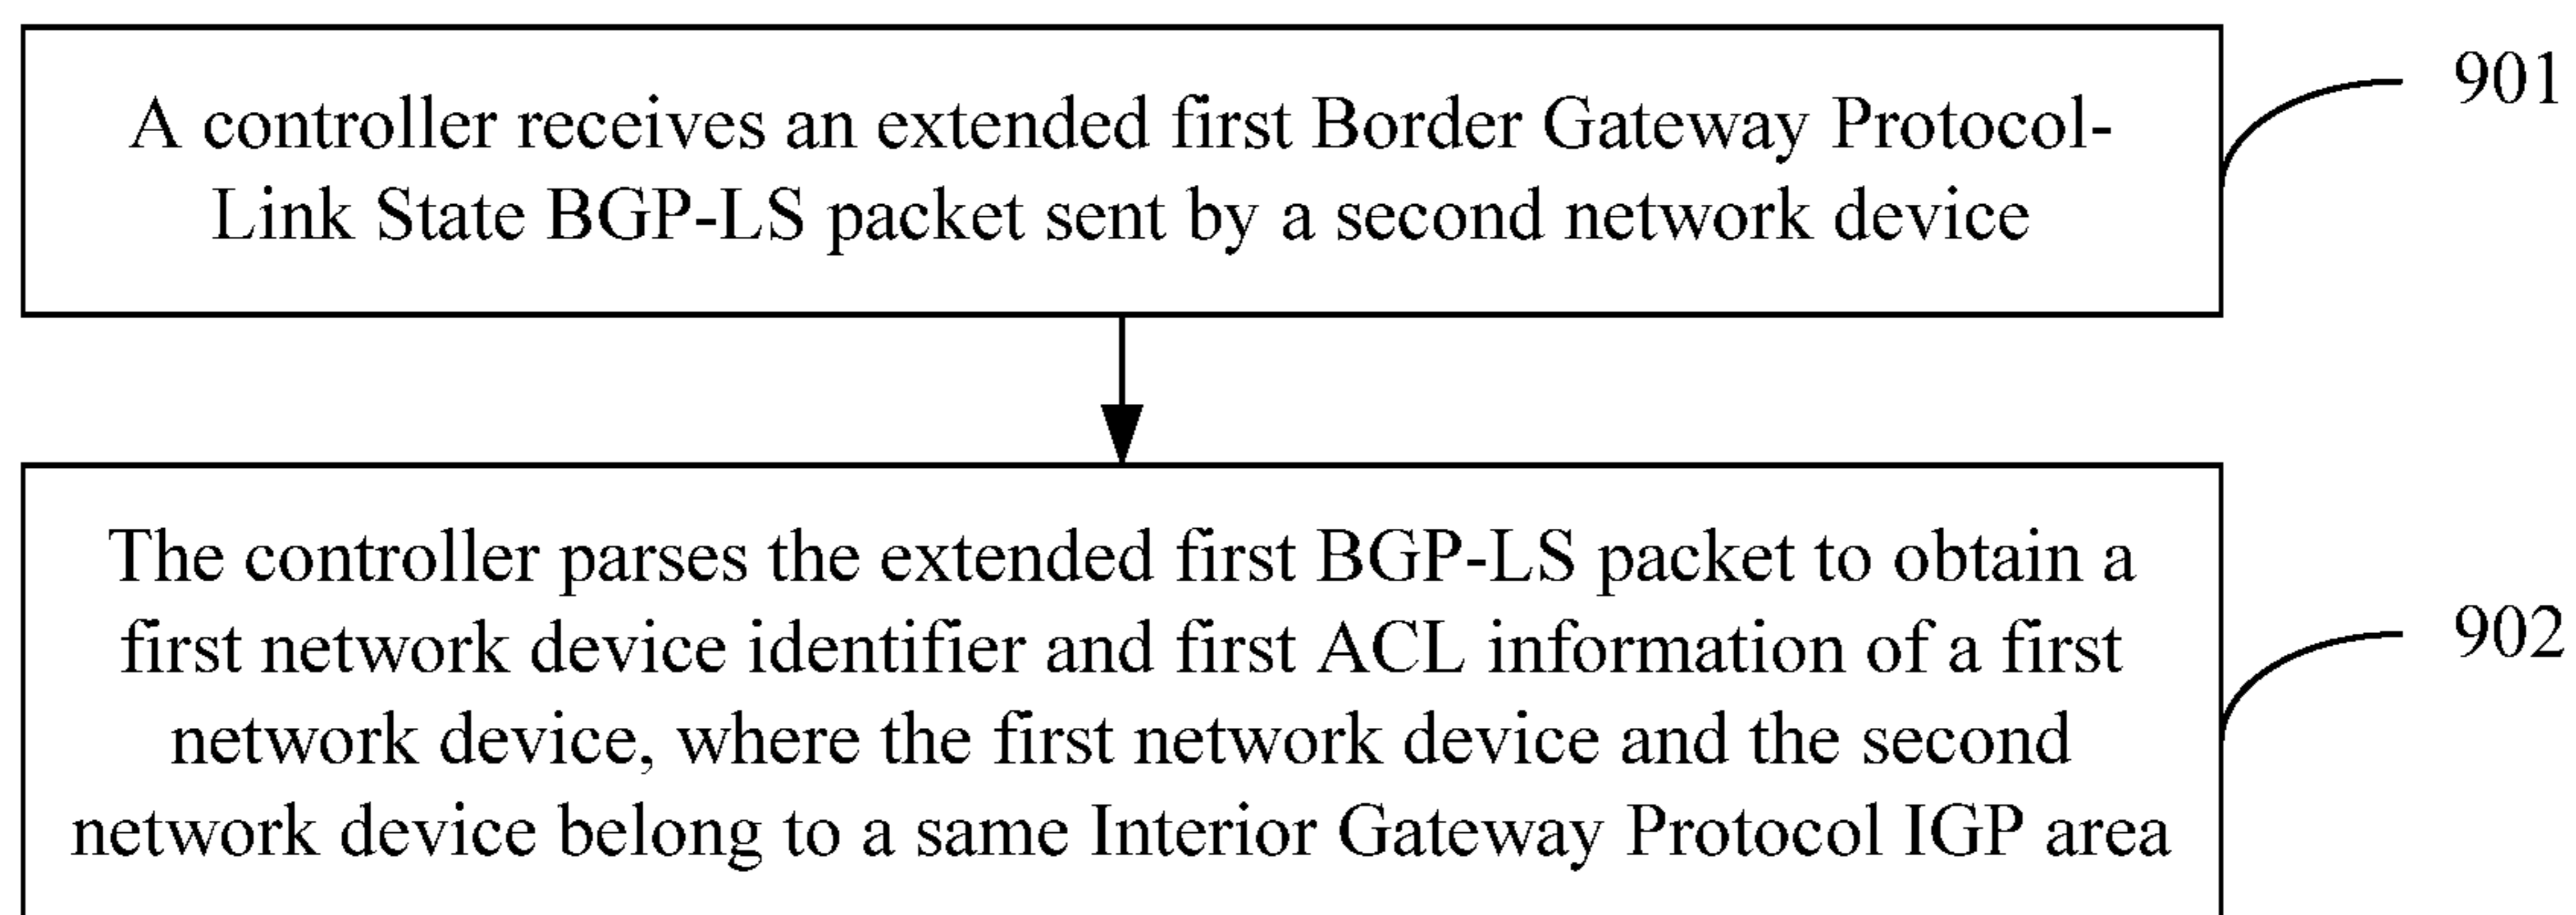 A controller receives an extended first Border Gateway Protocol-
Link State BGP-LS packet sent by a second network device
901
The controller parses the extended first BGP-LS packet to obtain a
first network device identifier and first ACL information of a first
network device, where the first network device and the second
network device belong to a same Interior Gateway Protocol IGP area
902